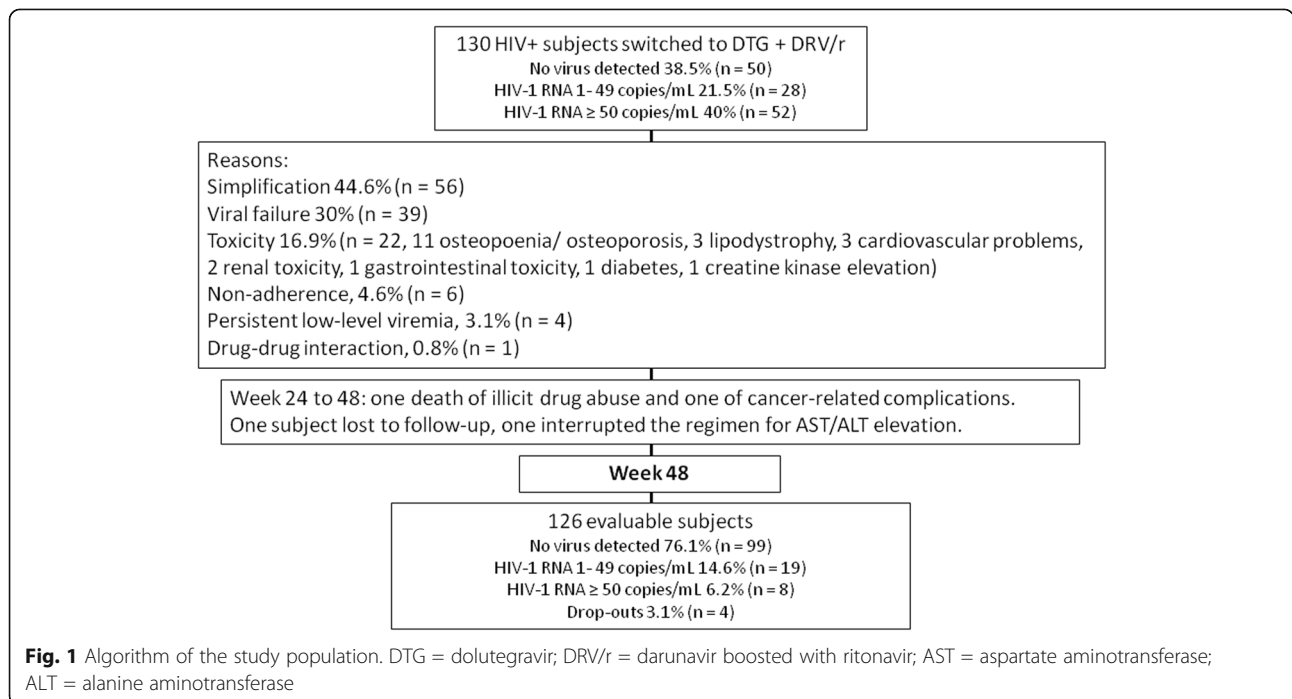 130 HIV+ subjects switched to DTG + DRV/r
No virus detected 38.5% (n = 50)
HIV-1 RNA 1- 49 copies/mL 21.5% (n = 28)
HIV-1 RNA ≥ 50 copies/mL 40% (n = 52)
Reasons:
Simplification 44.6% (n = 56)
Viral failure 30% (n = 39)
Toxicity 16.9% (n = 22, 11 osteopoenia/ osteoporosis, 3 lipodystrophy, 3 cardiovascular problems,
2 renal toxicity, 1 gastrointestinal toxicity, 1 diabetes, 1 creatine kinase elevation)
Non-adherence, 4.6% (n = 6)
Persistent low-level viremia, 3.1% (n = 4)
Drug-drug interaction, 0.8% (n = 1)
Week 24 to 48: one death of illicit drug abuse and one of cancer-related complications.
One subject lost to follow-up, one interrupted the regimen for AST/ALT elevation.
Week 48
126 evaluable subjects
No virus detected 76.1% (n = 99)
HIV-1 RNA 1- 49 copies/mL 14.6% (n = 19)
HIV-1 RNA ≥ 50 copies/mL 6.2% (n = 8)
Drop-outs 3.1% (n = 4)
Fig. 1 Algorithm of the study population. DTG = dolutegravir; DRV/r = darunavir boosted with ritonavir; AST = aspartate aminotransferase;
ALT = alanine aminotransferase